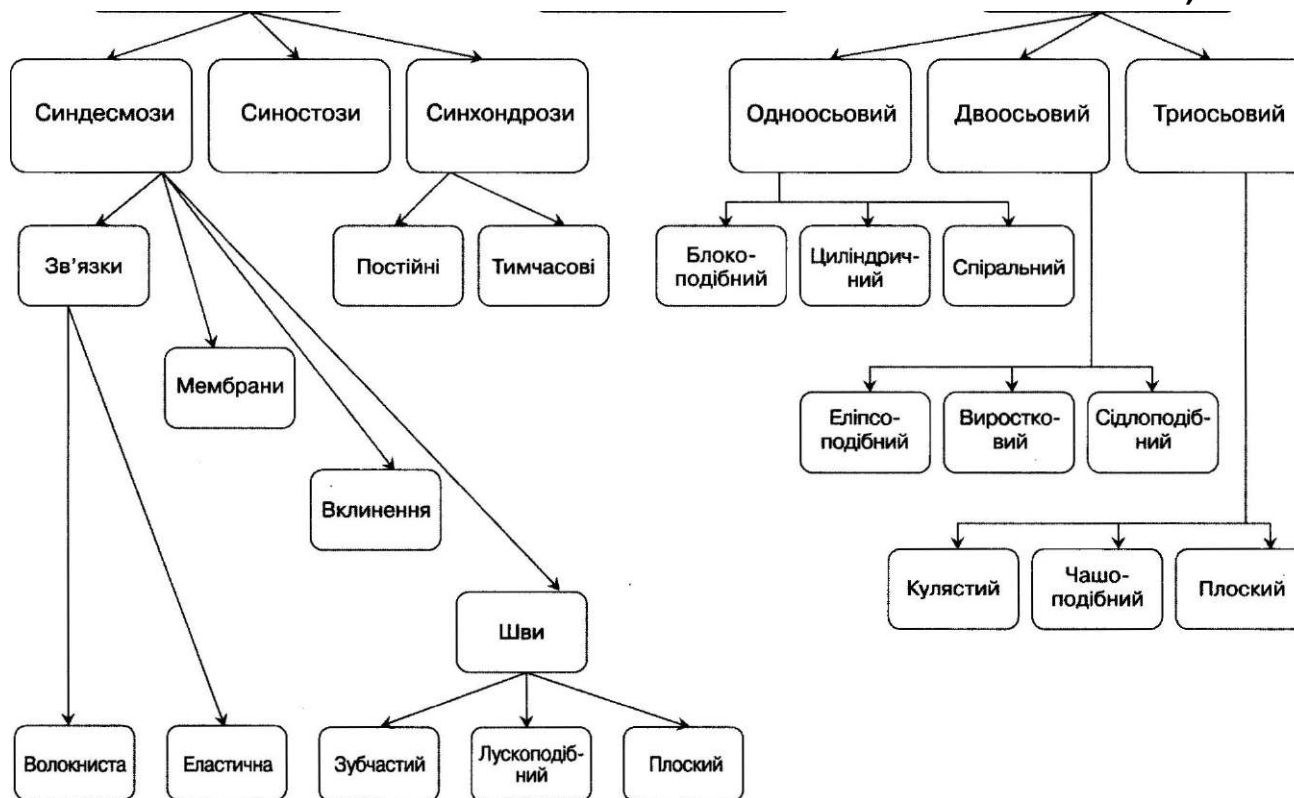 Синдесмози
Синостози
Синхондрози
Одноосьовий
Двоосьовий
Триосьовий
Зв’язки
Постійні
Тимчасові
Блоко-
подібний
Циліндрич-
ний
Спіральний
Мембрани
Еліпсо-
подібний
Виростко-
вий
Сідлоподіб-
ний
Вклинення
Кулястий
Чашо-
подібний
Плоский
Шви
Волокниста
Еластична
Зубчастий
Лускоподіб-
ний
Плоский